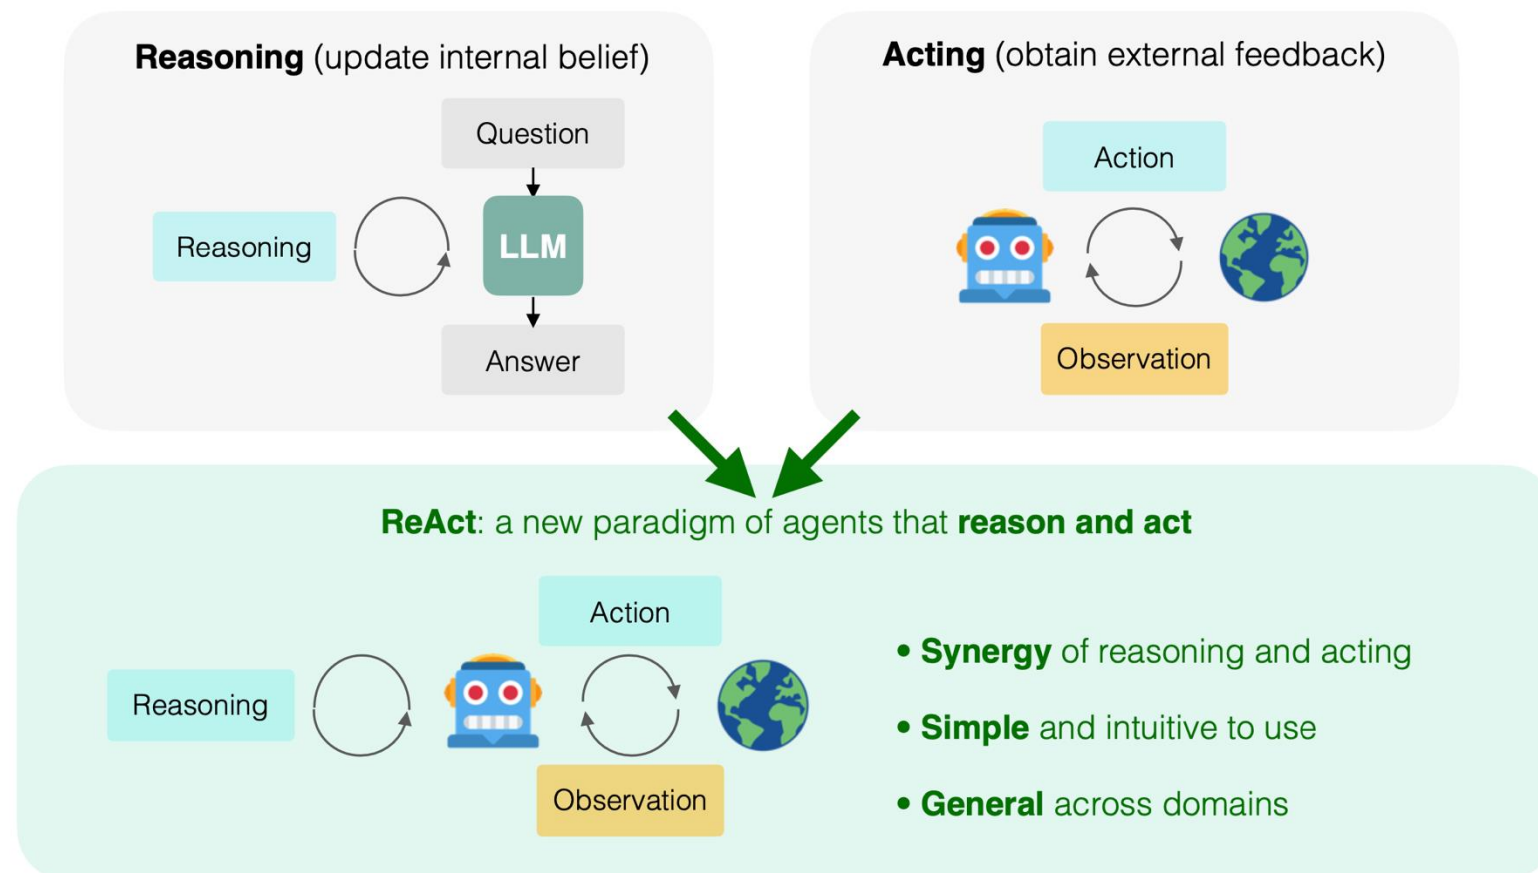 Reasoning (update internal belief)
Question
Reasoning
LLM
Answer
Acting (obtain external feedback)
Action
Observation
ReAct: a new paradigm of agents that reason and act
Action
Reasoning
Observation
• Synergy of reasoning and acting
• Simple and intuitive to use
• General across domains